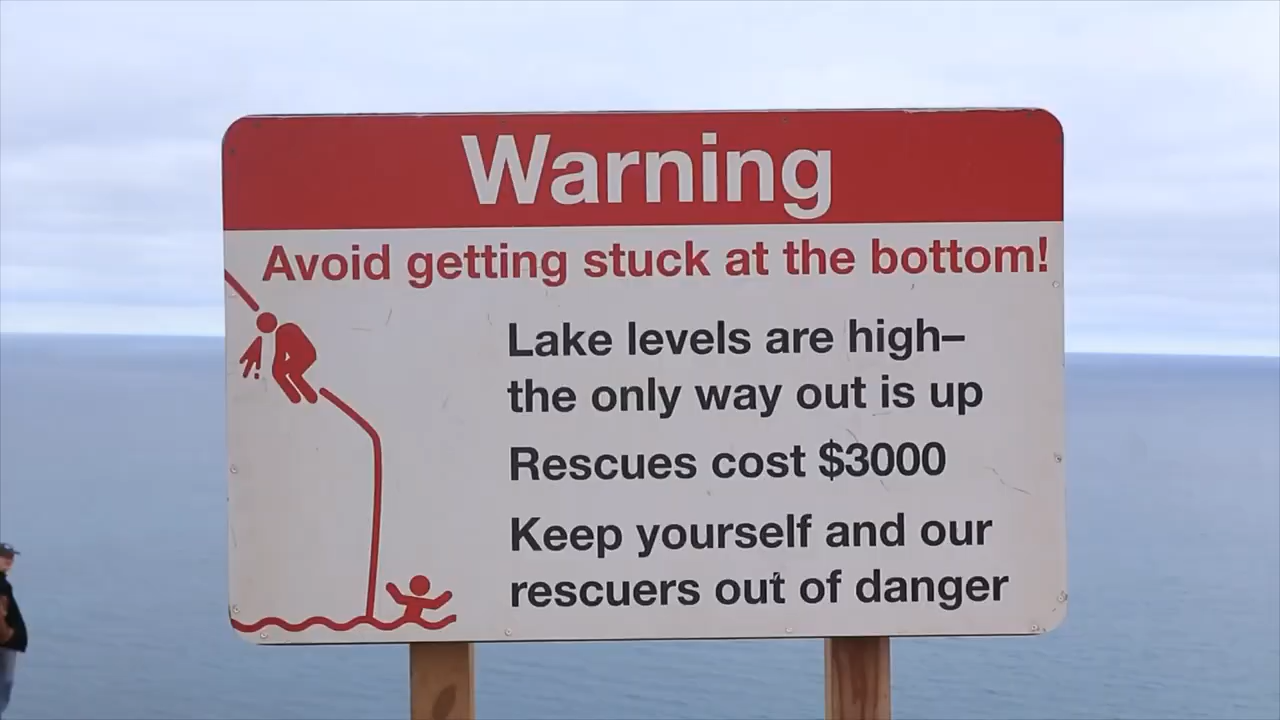 Warning
Avoid getting stuck at the bottom!
Lake levels are high–
the only way out is up
Rescues cost $3000
Keep yourself and our
rescuers out of danger